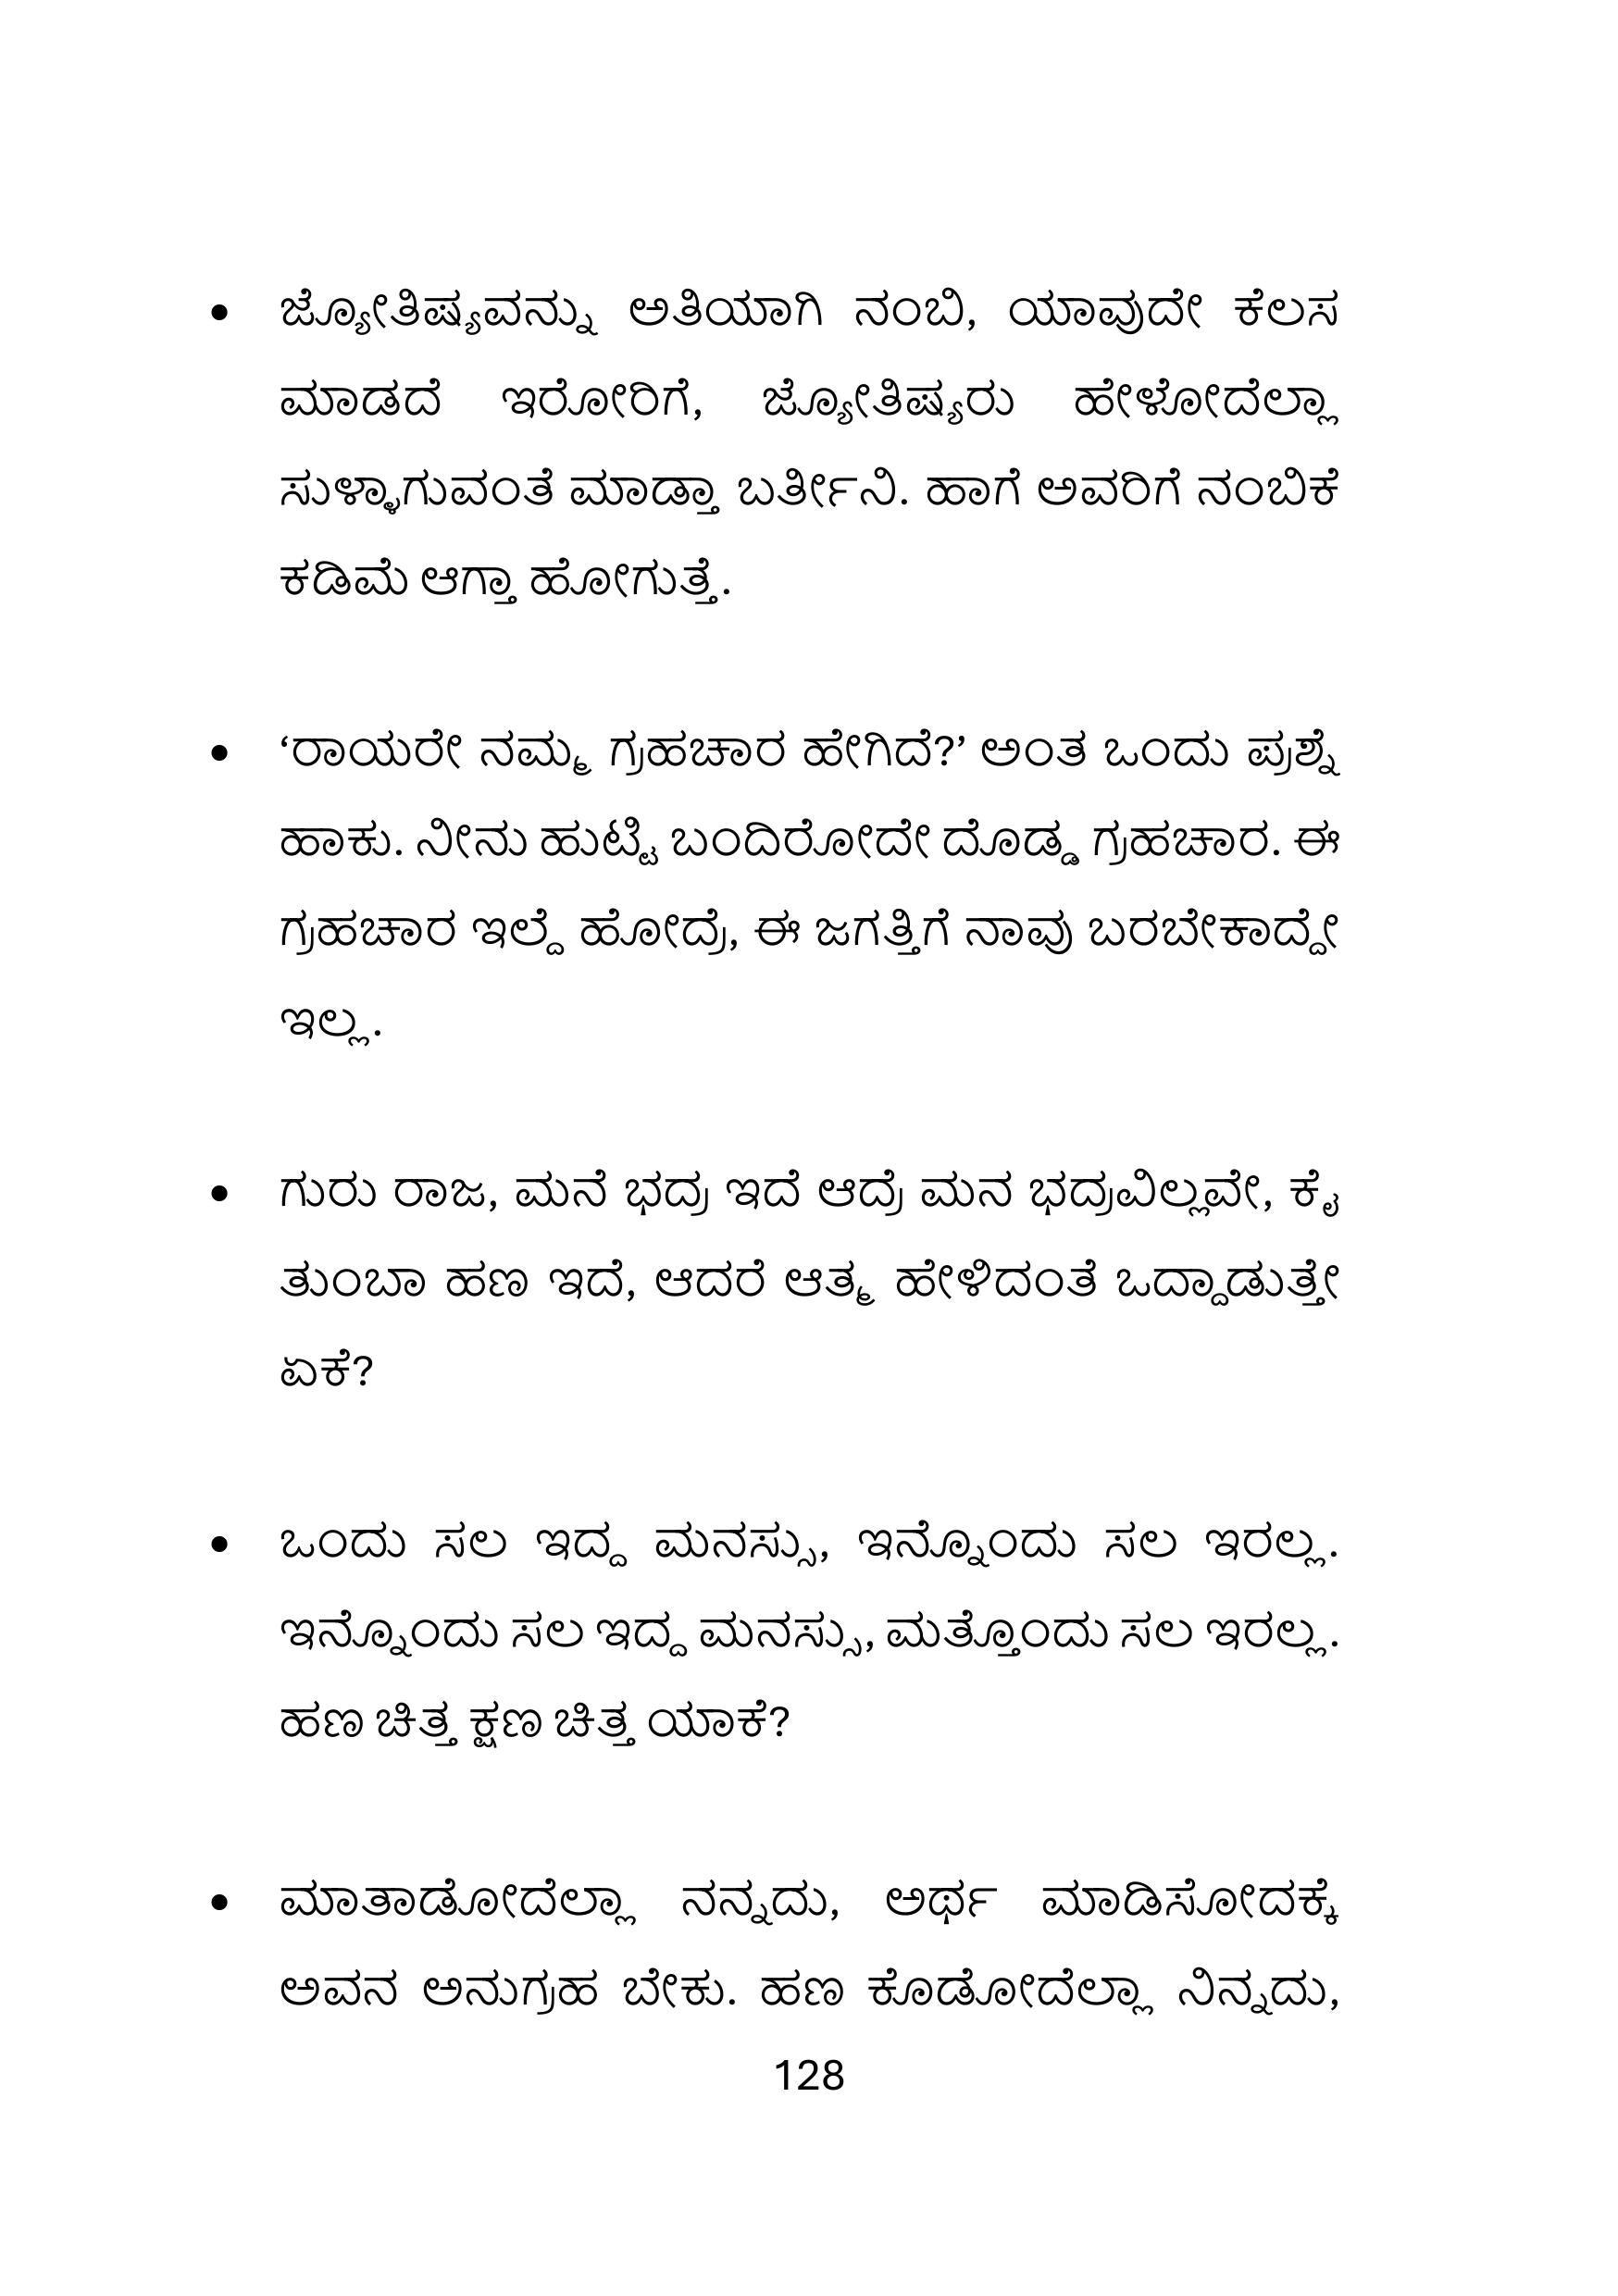 • ಜ್ಯೋತಿಷ್ಯವನ್ನು ಅತಿಯಾಗಿ ನಂಬಿ, ಯಾವುದೇ ಕೆಲಸ
ಮಾಡದೆ ಇರೋರಿಗೆ, ಜ್ಯೋತಿಷ್ಯರು ಹೇಳೋದೆಲ್ಲಾ
ಸುಳ್ಳಾಗುವಂತೆ ಮಾಡ್ತಾ ಬರ್ತೀನಿ. ಹಾಗೆ ಅವರಿಗೆ ನಂಬಿಕೆ
ಕಡಿಮೆ ಆಗ್ತಾ ಹೋಗುತ್ತೆ.
• ‘ರಾಯರೇ ನಮ್ಮ ಗ್ರಹಚಾರ ಹೇಗಿದೆ?’ ಅಂತ ಒಂದು ಪ್ರಶ್ನೆ
ಹಾಕು. ನೀನು ಹುಟ್ಟಿ ಬಂದಿರೋದೇ ದೊಡ್ಡ ಗ್ರಹಚಾರ. ಈ
ಗ್ರಹಚಾರ ಇಲ್ದೆ ಹೋದ್ರೆ, ಈ ಜಗತ್ತಿಗೆ ನಾವು ಬರಬೇಕಾದ್ದೇ
ಇಲ್ಲ.
• ಗುರು ರಾಜ, ಮನೆ ಭದ್ರ ಇದೆ ಆದ್ರೆ ಮನ ಭದ್ರವಿಲ್ಲವೇ, ಕೈ
ತುಂಬಾ ಹಣ ಇದೆ, ಆದರೆ ಆತ್ಮ ಹೇಳಿದಂತೆ ಒದ್ದಾಡುತ್ತೇ
ಏಕೆ?
• ಒಂದು ಸಲ ಇದ್ದ ಮನಸ್ಸು, ಇನ್ನೊಂದು ಸಲ ಇರಲ್ಲ.
ಇನ್ನೊಂದು ಸಲ ಇದ್ದ ಮನಸ್ಸು, ಮತ್ತೊಂದು ಸಲ ಇರಲ್ಲ.
ಹಣ ಚಿತ್ತ ಕ್ಷಣ ಚಿತ್ತ ಯಾಕೆ?
• ಮಾತಾಡೋದೆಲ್ಲಾ ನನ್ನದು, ಅರ್ಥ ಮಾಡಿಸೋದಕ್ಕೆ
ಅವನ ಅನುಗ್ರಹ ಬೇಕು. ಹಣ ಕೊಡೋದೆಲ್ಲಾ ನಿನ್ನದು,
128